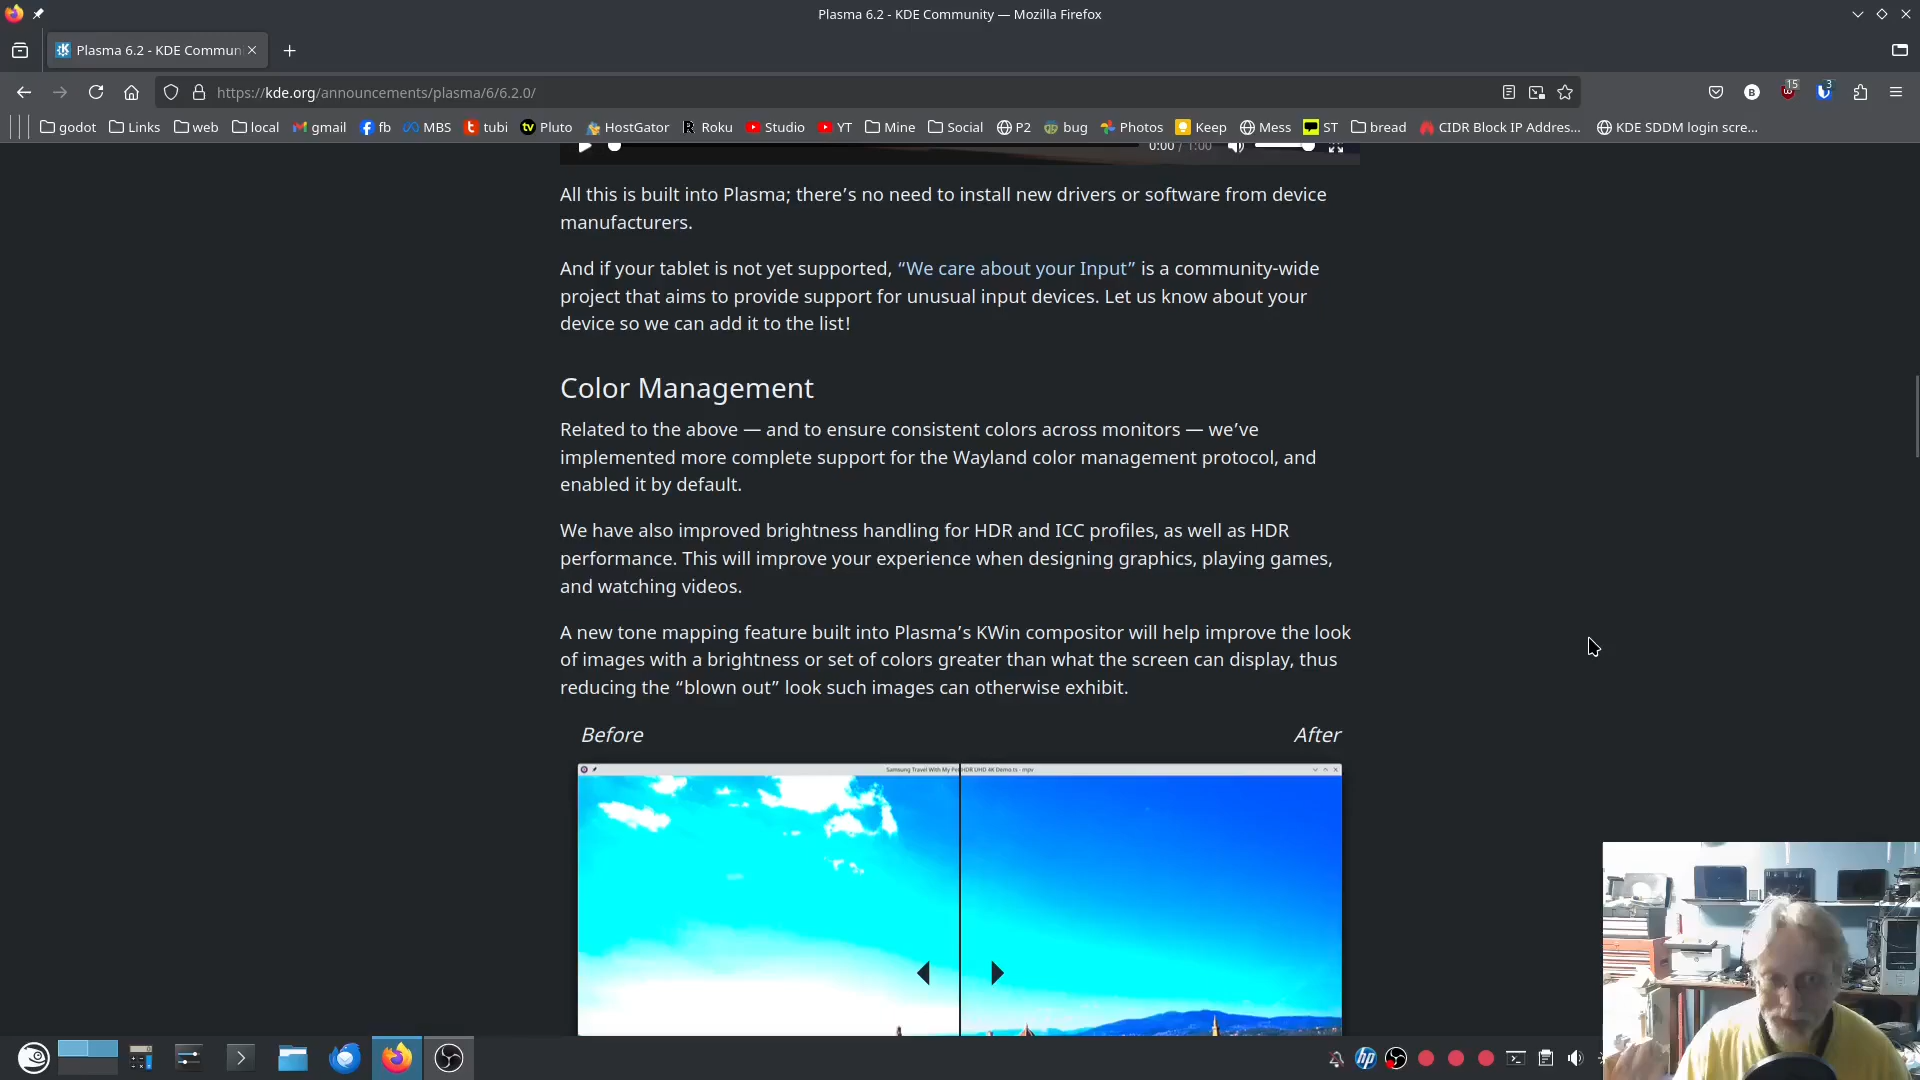 Plasma 6.2 - KDE Community — Mozilla Firefox
Plasma 6.2 - KDE Commun
https://kde.org/announcements/plasma/6/6.2.0/
15
3
B
godot Links web local gmail fb MBS tubi Pluto HostGator Roku Studio YT Mine Social P2 bug Photos Keep Mess ST bread CIDR Block IP Addres... KDE SDDM login scre...
0:00 / 1:00
All this is built into Plasma; there’s no need to install new drivers or software from device
manufacturers.
And if your tablet is not yet supported, “We care about your Input” is a community-wide
project that aims to provide support for unusual input devices. Let us know about your
device so we can add it to the list!
Color Management
Related to the above — and to ensure consistent colors across monitors — we’ve
implemented more complete support for the Wayland color management protocol, and
enabled it by default.
We have also improved brightness handling for HDR and ICC profiles, as well as HDR
performance. This will improve your experience when designing graphics, playing games,
and watching videos.
A new tone mapping feature built into Plasma’s KWin compositor will help improve the look
of images with a brightness or set of colors greater than what the screen can display, thus
reducing the “blown out” look such images can otherwise exhibit.
Before After
hp